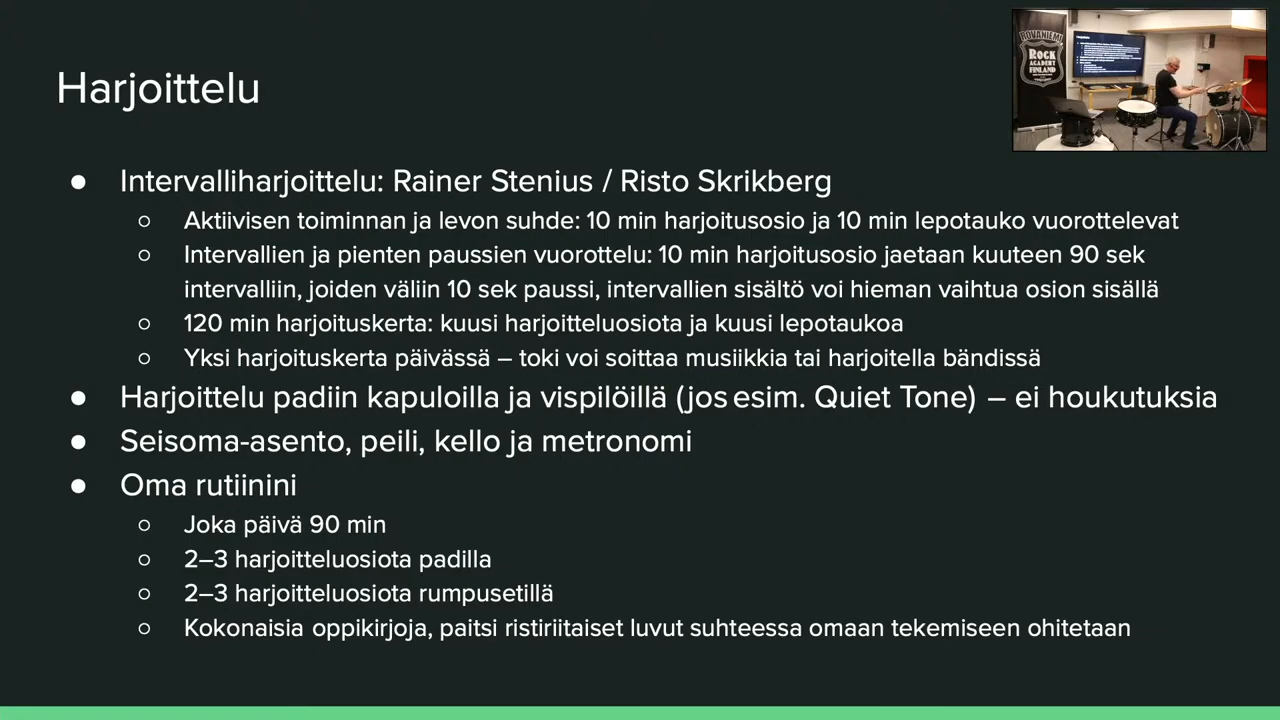 Harjoittelu
ROVANIEMI
ROCK
ACADEMY
FINLAND
Intervalliharjoittelu: Rainer Stenius / Risto Skrikberg
Aktiivisen toiminnan ja levon suhde: 10 min harjoitusosio ja 10 min lepotauko vuorottelevat
Intervallien ja pienten paussien vuorottelu: 10 min harjoitusosio jaetaan kuuteen 90 sek
intervalliin, joiden väliin 10 sek paussi, intervallien sisältö voi hieman vaihtua osion sisällä
120 min harjoituskerta: kuusi harjoitteluosiota ja kuusi lepotaukoa
Yksi harjoituskerta päivässä – toki voi soittaa musiikkia tai harjoitella bändissä
Harjoittelu padiin kapuloilla ja vispilöillä (jos esim. Quiet Tone) – ei houkutuksia
Seisoma-asento, peili, kello ja metronomi
Oma rutiinini
Joka päivä 90 min
2–3 harjoitteluosiota padilla
2–3 harjoitteluosiota rumpusetillä
Kokonaisia oppikirjoja, paitsi ristiriitaiset luvut suhteessa omaan tekemiseen ohitetaan